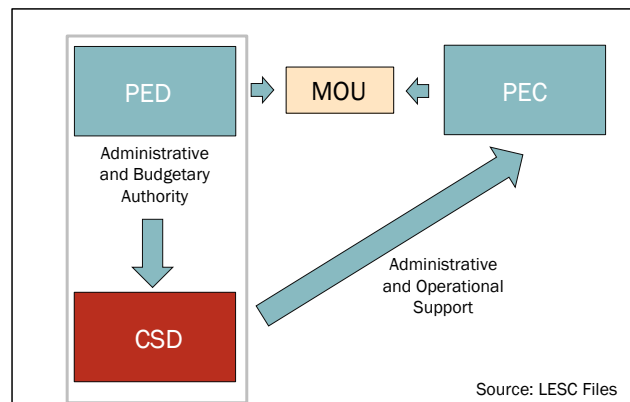 PED
MOU
PEC
Administrative
and Budgetary
Authority
Administrative
and Operational
Support
CSD
Source: LESC Files